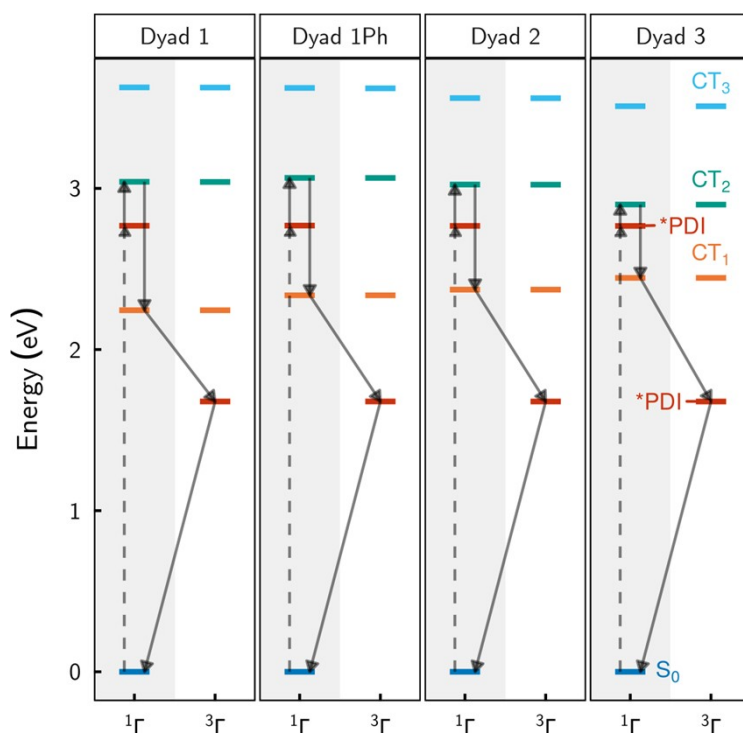 Dyad 1 Dyad 1Ph Dyad 2 Dyad 3
CT₃
3
CT₂
*PDI
CT₁
2
Energy (eV)
*PDI
1
0
S₀
¹Γ ³Γ ¹Γ ³Γ ¹Γ ³Γ ¹Γ ³Γ